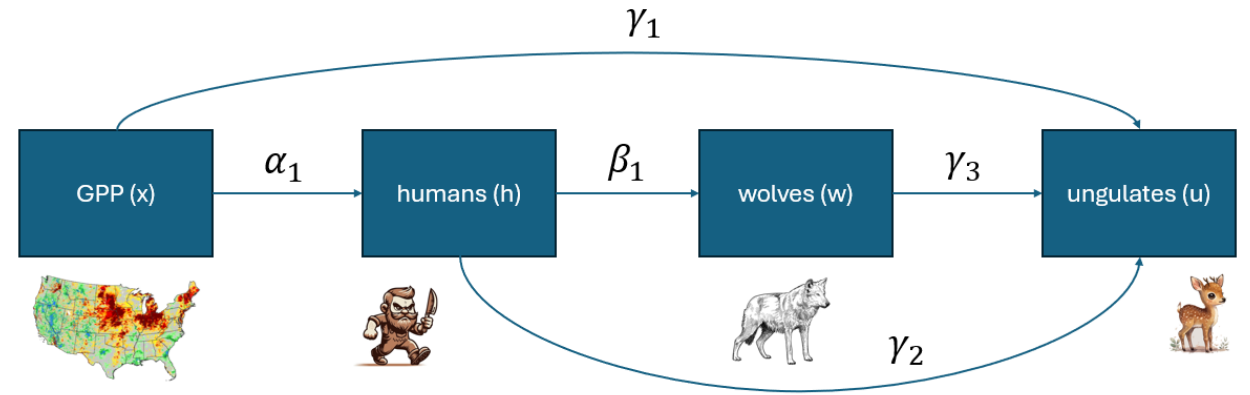 γ₁
α₁
β₁
γ₃
GPP (x)
humans (h)
wolves (w)
ungulates (u)
γ₂